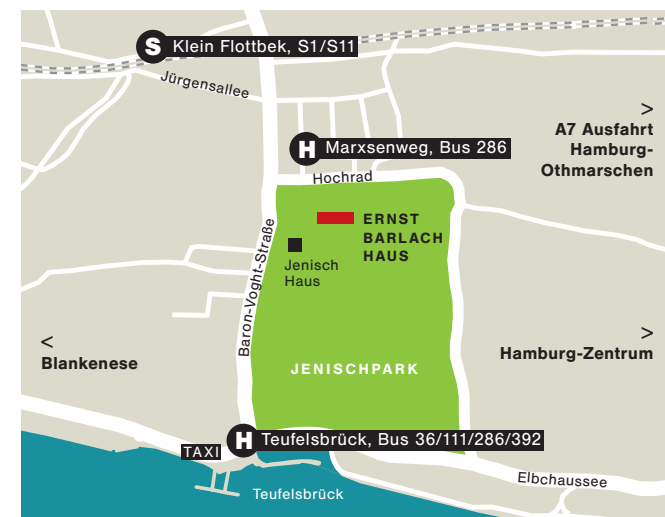 S Klein Flottbek, S1/S11
Jürgensallee
>
A7 Ausfahrt
Hamburg-
Othmarschen
H Marxsenweg, Bus 286
Hochrad
ERNST
BARLACH
HAUS
Jenisch
Haus
Baron-Voght-Straße
<
Blankenese
>
Hamburg-Zentrum
JENISCHPARK
TAXI H Teufelsbrück, Bus 36/111/286/392
Elbchaussee
Teufelsbrück